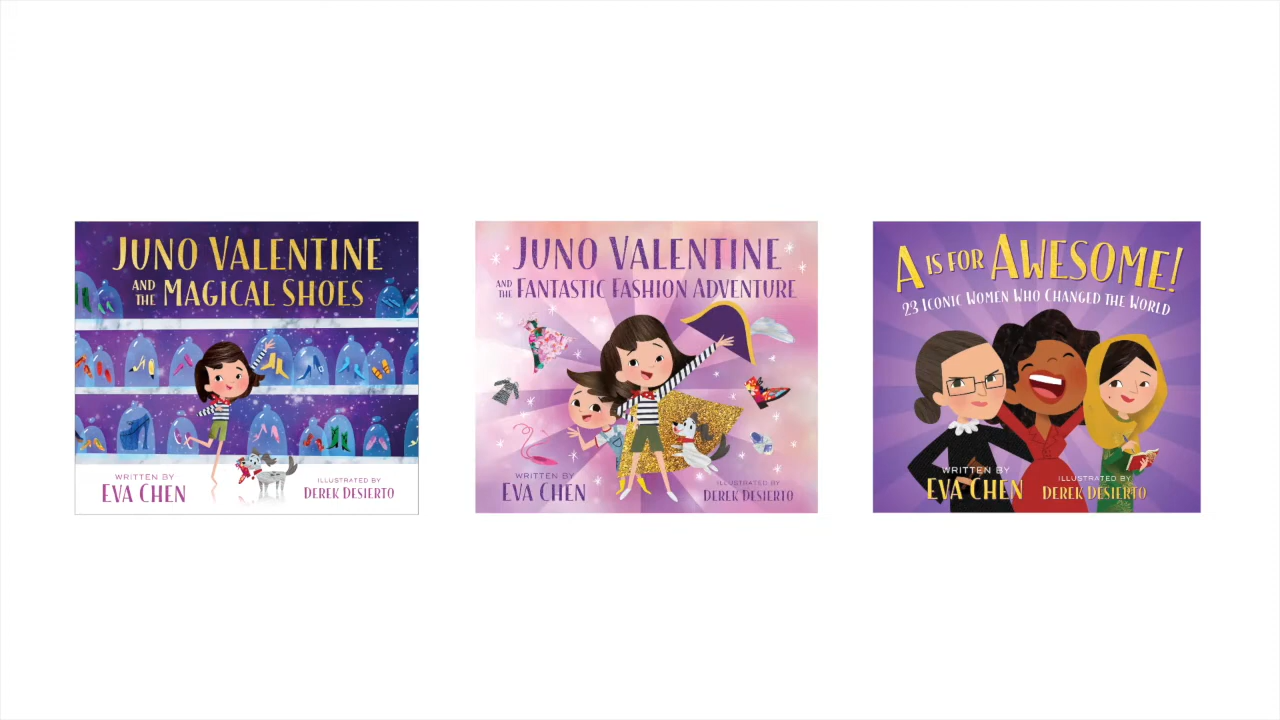 JUNO VALENTINE
AND THE MAGICAL SHOES
WRITTEN BY
EVA CHEN
ILLUSTRATED BY
DEREK DESIERTO
JUNO VALENTINE
AND THE FANTASTIC FASHION ADVENTURE
WRITTEN BY
EVA CHEN
ILLUSTRATED BY
DEREK DESIERTO
A IS FOR AWESOME!
23 ICONIC WOMEN WHO CHANGED THE WORLD
WRITTEN BY
EVA CHEN
ILLUSTRATED BY
DEREK DESIERTO